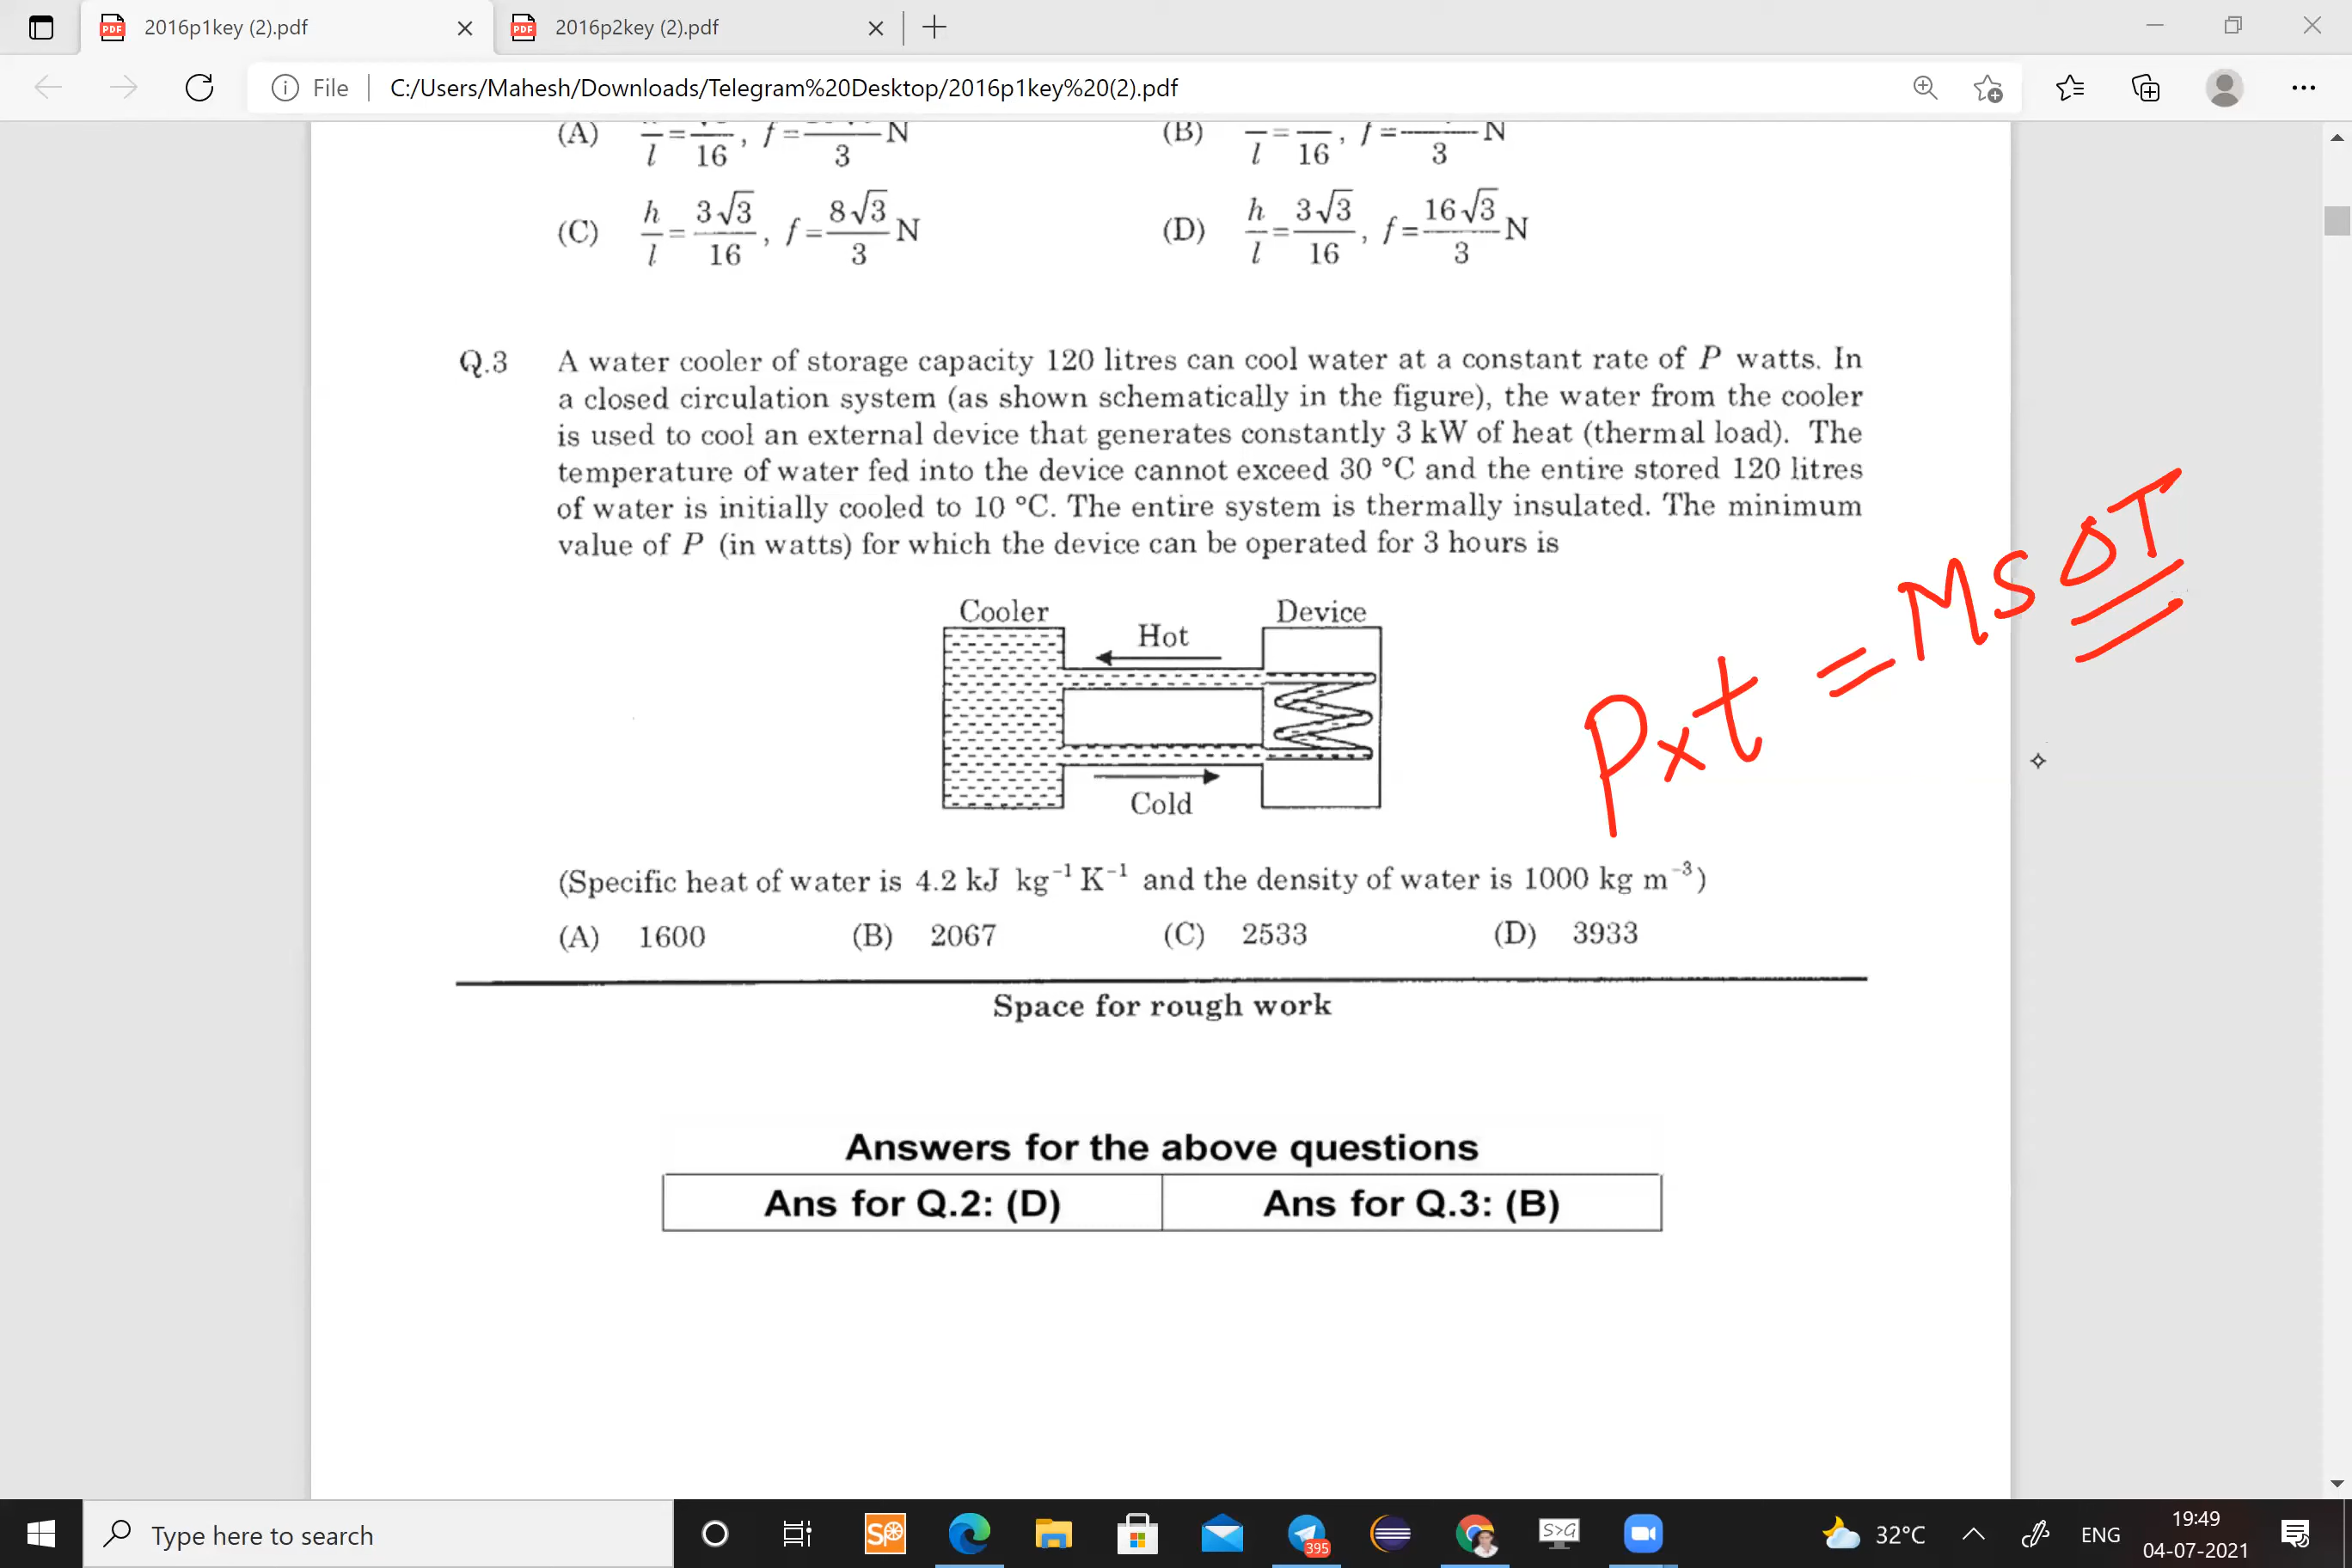 2016p1key (2).pdf
2016p2key (2).pdf
File
C:/Users/Mahesh/Downloads/Telegram%20Desktop/2016p1key%20(2).pdf
(A) l = 16 , f = 3 N (B) l = 16 , f = 3 N
(C) h/l = 3√3/16 , f = 8√3/3 N (D) h/l = 3√3/16 , f = 16√3/3 N
Q.3 A water cooler of storage capacity 120 litres can cool water at a constant rate of P watts. In
a closed circulation system (as shown schematically in the figure), the water from the cooler
is used to cool an external device that generates constantly 3 kW of heat (thermal load). The
temperature of water fed into the device cannot exceed 30 °C and the entire stored 120 litres
of water is initially cooled to 10 °C. The entire system is thermally insulated. The minimum
value of P (in watts) for which the device can be operated for 3 hours is
Cooler
Device
Hot
Cold
P×t = MSΔT
(Specific heat of water is 4.2 kJ kg⁻¹ K⁻¹ and the density of water is 1000 kg m⁻³)
(A) 1600 (B) 2067 (C) 2533 (D) 3933
Space for rough work
Answers for the above questions
Ans for Q.2: (D)
Ans for Q.3: (B)
Type here to search
SP
395
S>G
32°C
ENG
19:49
04-07-2021